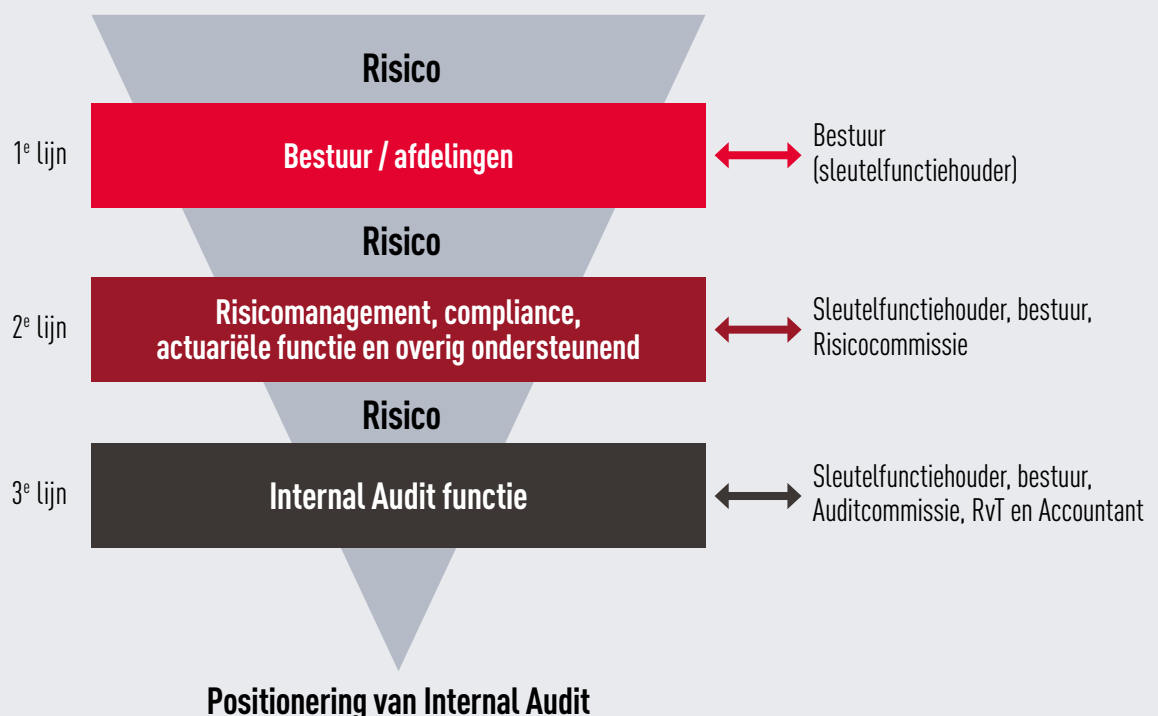 Risico
1e lijn
Bestuur / afdelingen
Bestuur
(sleutelfunctiehouder)
Risico
2e lijn
Risicomanagement, compliance,
actuariële functie en overig ondersteunend
Sleutelfunctiehouder, bestuur,
Risicocommissie
Risico
3e lijn
Internal Audit functie
Sleutelfunctiehouder, bestuur,
Auditcommissie, RvT en Accountant
Positionering van Internal Audit